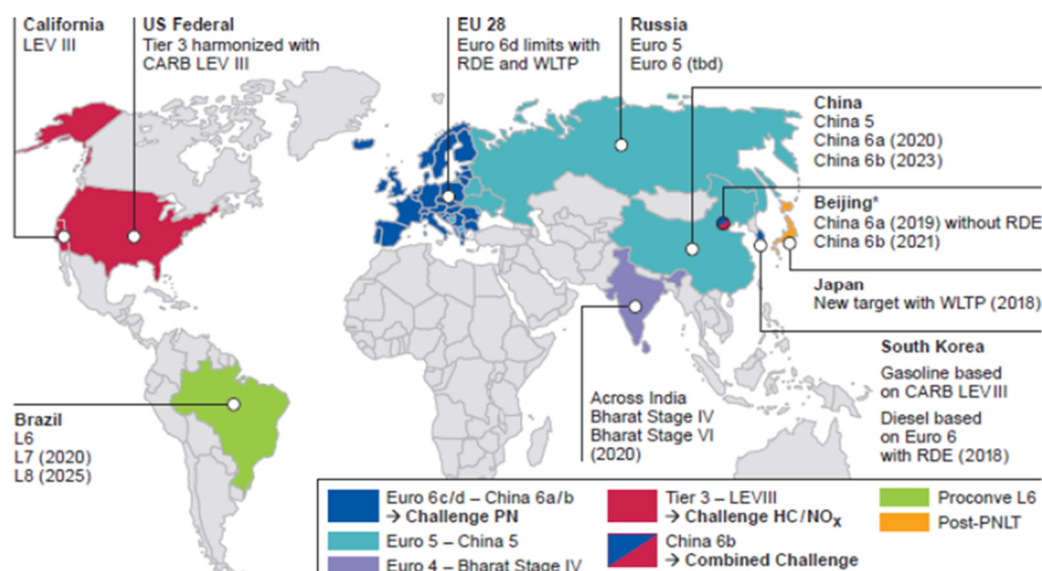 California
LEV III
US Federal
Tier 3 harmonized with
CARB LEV III
EU 28
Euro 6d limits with
RDE and WLTP
Russia
Euro 5
Euro 6 (tbd)
China
China 5
China 6a (2020)
China 6b (2023)
Beijing*
China 6a (2019) without RDE
China 6b (2021)
Japan
New target with WLTP (2018)
South Korea
Gasoline based
on CARB LEVIII
Diesel based
on Euro 6
with RDE (2018)
Across India
Bharat Stage IV
Bharat Stage VI
(2020)
Brazil
L6
L7 (2020)
L8 (2025)
Euro 6c/d – China 6a/b
→ Challenge PN
Euro 5 – China 5
Euro 4 – Bharat Stage IV
Tier 3 – LEVIII
→ Challenge HC/NOx
China 6b
→ Combined Challenge
Proconve L6
Post-PNLT